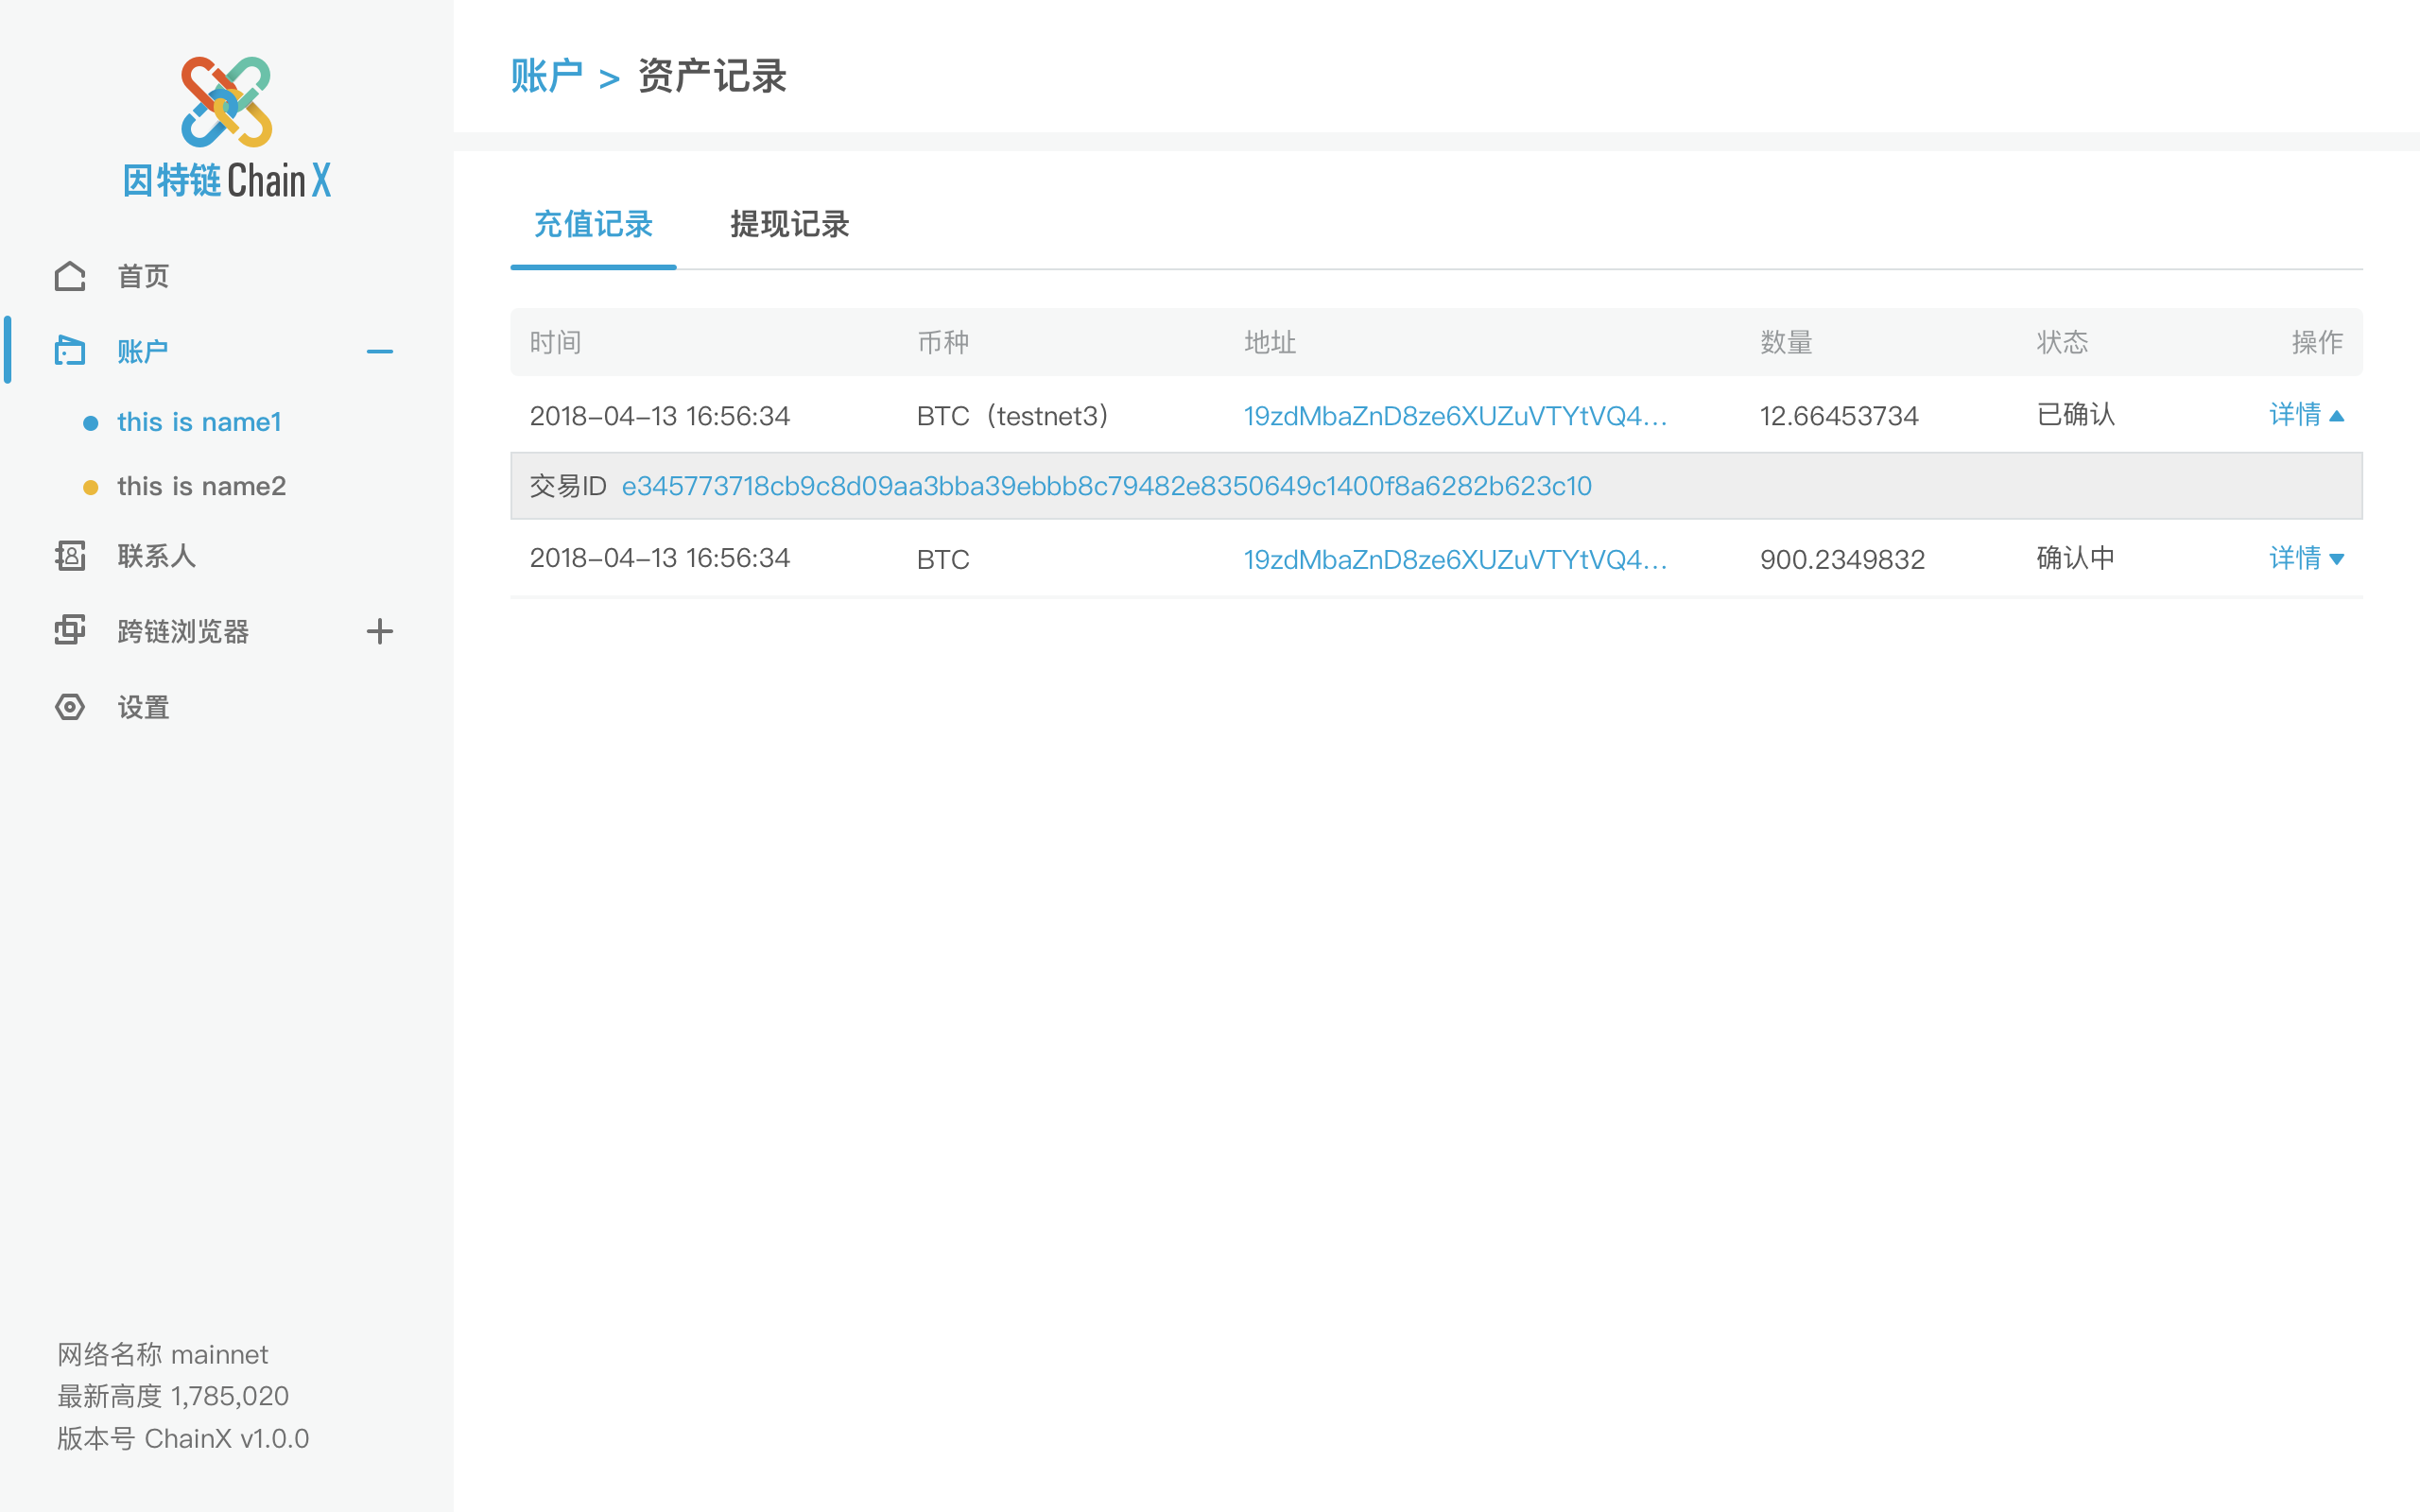 因特链 ChainX
首页
账户
this is name1
this is name2
联系人
跨链浏览器
设置
网络名称 mainnet
最新高度 1,785,020
版本号 ChainX v1.0.0
账户 > 资产记录
充值记录 提现记录
时间 币种 地址 数量 状态 操作
2018-04-13 16:56:34 BTC（testnet3） 19zdMbaZnD8ze6XUZuVTYtVQ4... 12.66453734 已确认 详情
交易ID e345773718cb9c8d09aa3bba39ebbb8c79482e8350649c1400f8a6282b623c10
2018-04-13 16:56:34 BTC 19zdMbaZnD8ze6XUZuVTYtVQ4... 900.2349832 确认中 详情